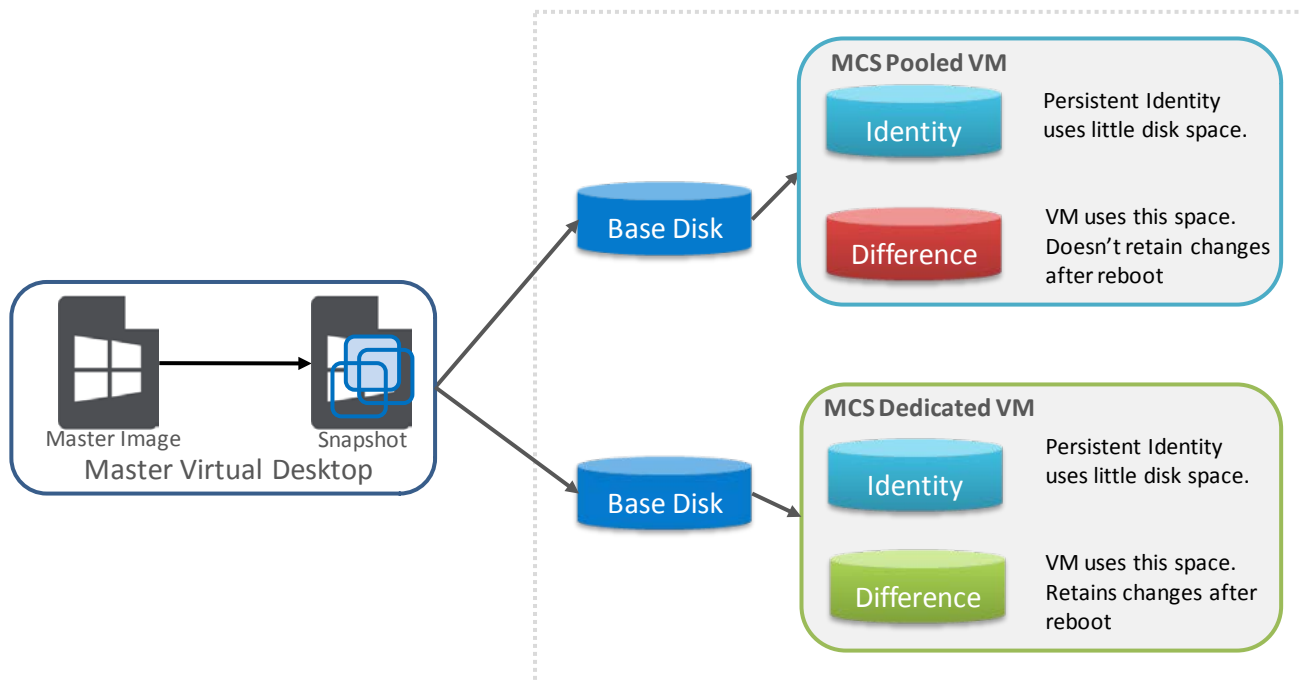 MCS Pooled VM
Identity
Persistent Identity
uses little disk space.
Base Disk
Difference
VM uses this space.
Doesn’t retain changes
after reboot
Master Image
Snapshot
Master Virtual Desktop
MCS Dedicated VM
Identity
Persistent Identity
uses little disk space.
Base Disk
Difference
VM uses this space.
Retains changes after
reboot